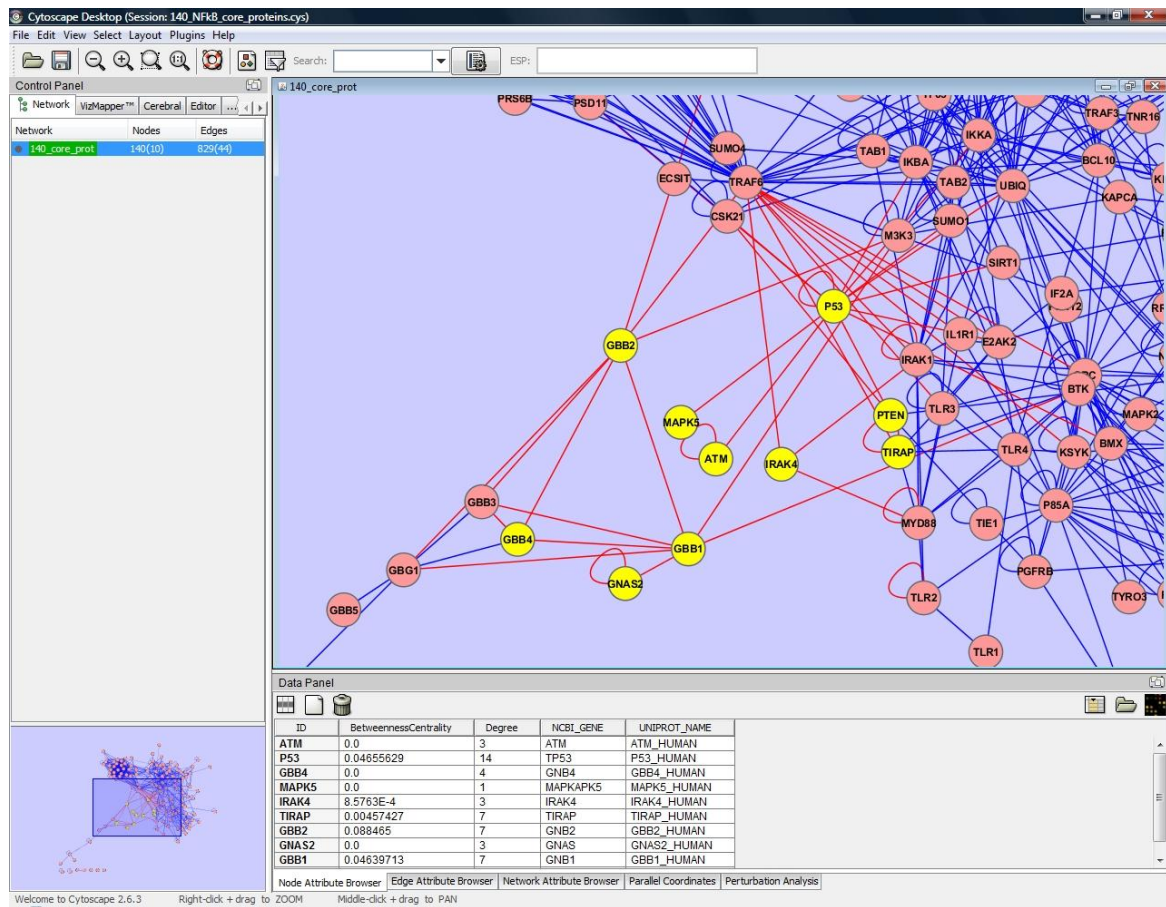 Cytoscape Desktop (Session: 140_NFkB_core_proteins.cys)
File Edit View Select Layout Plugins Help
Search:
ESP:
Control Panel
Network VizMapper™ Cerebral Editor ...
Network Nodes Edges
140_core_prot 140(10) 829(44)
140_core_prot
PRS6B
PSD11
TRAF3
TNR16
SUMO4
IKKA
TAB1
IKBA
BCL10
ECSIT
TRAF6
TAB2
UBIQ
KAPCA
CSK21
SUMO1
M3K3
SIRT1
IF2A
P53
IL1R1
E2AK2
GBB2
IRAK1
BTK
PTEN
TLR3
MAPK2
MAPK5
ATM
IRAK4
TIRAP
TLR4
KSYK
BMX
GBB3
P85A
MYD88
TIE1
GBB4
GBB1
GBG1
GNAS2
PGFRB
GBB5
TLR2
TYRO3
TLR1
Data Panel
ID BetweennessCentrality Degree NCBI_GENE UNIPROT_NAME
ATM 0.0 3 ATM ATM_HUMAN
P53 0.04655629 14 TP53 P53_HUMAN
GBB4 0.0 4 GNB4 GBB4_HUMAN
MAPK5 0.0 1 MAPKAPK5 MAPK5_HUMAN
IRAK4 8.5763E-4 3 IRAK4 IRAK4_HUMAN
TIRAP 0.00457427 7 TIRAP TIRAP_HUMAN
GBB2 0.088465 7 GNB2 GBB2_HUMAN
GNAS2 0.0 3 GNAS GNAS2_HUMAN
GBB1 0.04639713 7 GNB1 GBB1_HUMAN
Node Attribute Browser Edge Attribute Browser Network Attribute Browser Parallel Coordinates Perturbation Analysis
Welcome to Cytoscape 2.6.3 Right-click + drag to ZOOM Middle-click + drag to PAN